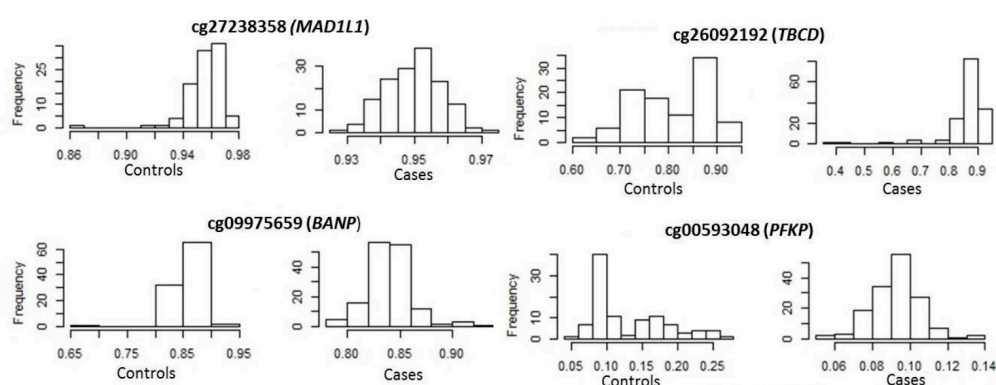 cg27238358 (MAD1L1)
Frequency
0 10 25
0.86 0.90 0.94 0.98
Controls
0 10 30
0.93 0.95 0.97
Cases
cg26092192 (TBCD)
Frequency
0 10 20 30
0.60 0.70 0.80 0.90
Controls
0 20 60
0.4 0.5 0.6 0.7 0.8 0.9
Cases
cg09975659 (BANP)
Frequency
0 20 40 60
0.65 0.75 0.85 0.95
Controls
0 20 40
0.80 0.85 0.90
Cases
cg00593048 (PFKP)
Frequency
0 10 30
0.05 0.10 0.15 0.20 0.25
Controls
0 20 40
0.06 0.08 0.10 0.12 0.14
Cases